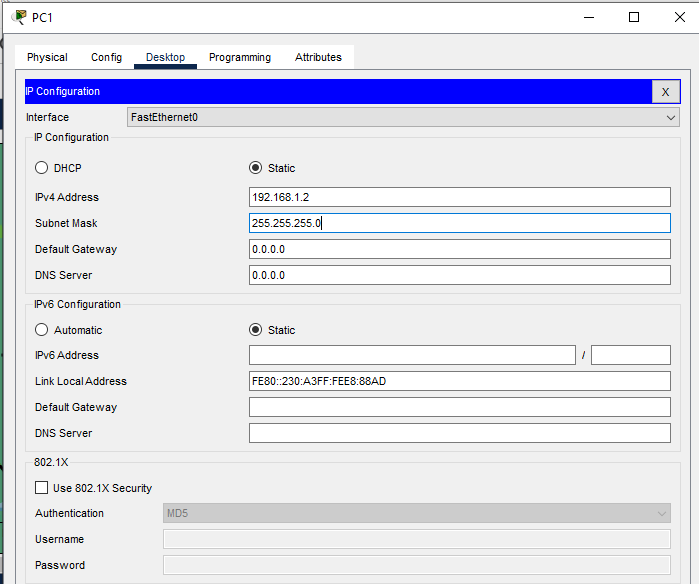 PC1
Physical Config Desktop Programming Attributes
IP Configuration X
Interface FastEthernet0
IP Configuration
DHCP Static
IPv4 Address 192.168.1.2
Subnet Mask 255.255.255.0
Default Gateway 0.0.0.0
DNS Server 0.0.0.0
IPv6 Configuration
Automatic Static
IPv6 Address /
Link Local Address FE80::230:A3FF:FEE8:88AD
Default Gateway
DNS Server
802.1X
Use 802.1X Security
Authentication MD5
Username
Password